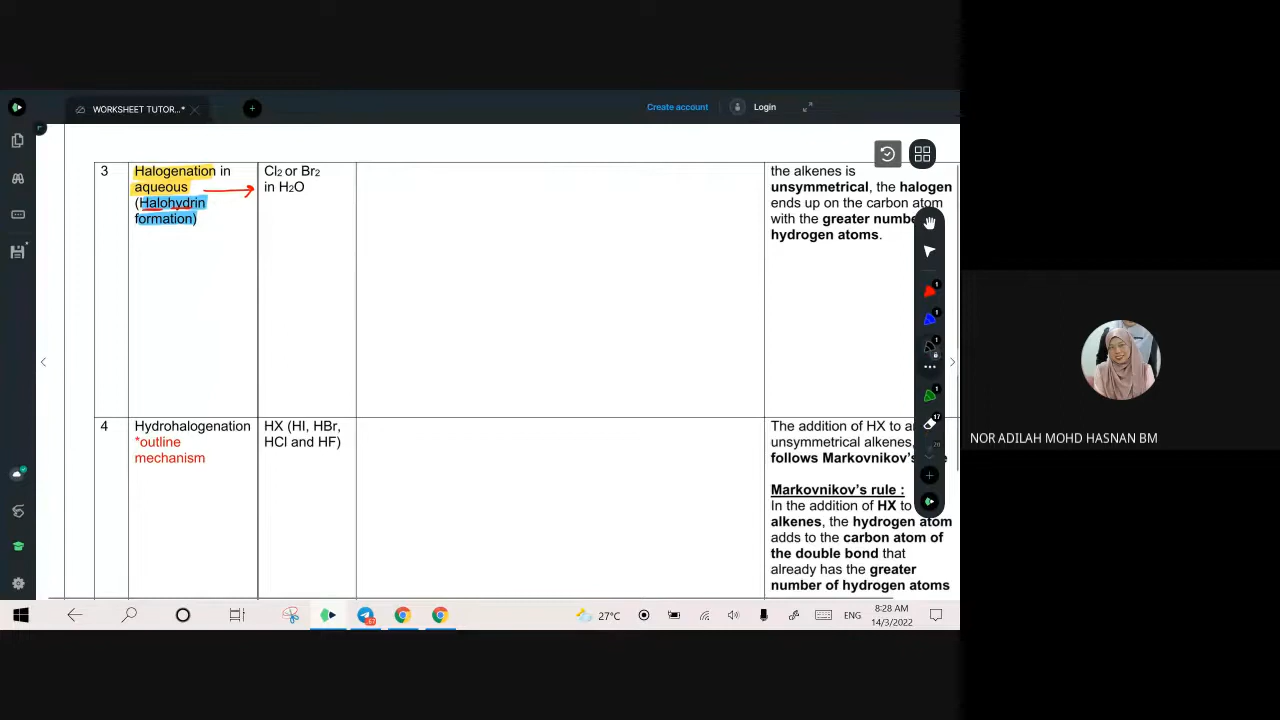 WORKSHEET TUTOR...*
Create account
Login
3
Halogenation in
aqueous
(Halohydrin
formation)
Cl2 or Br2
in H2O
the alkenes is
unsymmetrical, the halogen
ends up on the carbon atom
with the greater numbe
hydrogen atoms.
4
Hydrohalogenation
*outline
mechanism
HX (HI, HBr,
HCl and HF)
The addition of HX to an
unsymmetrical alkenes,
follows Markovnikov's
Markovnikov's rule :
In the addition of HX to
alkenes, the hydrogen atom
adds to the carbon atom of
the double bond that
already has the greater
number of hydrogen atoms
NOR ADILAH MOHD HASNAN BM
27°C
ENG
8:28 AM
14/3/2022